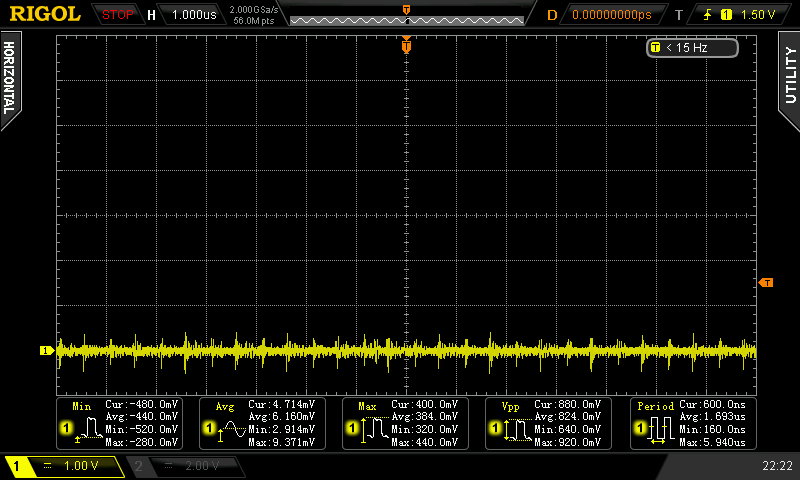 RIGOL STOP H 1.000us 2.000GSa/s 56.0M pts T D 0.00000000ps T 1 1.50 V
HORIZONTAL
T
T < 15 Hz
UTILITY
T
1
Min Cur:-480.0mV
Avg:-440.0mV
1 Min:-520.0mV
Max:-280.0mV
Avg Cur: 4.714mV
Avg: 6.160mV
1 Min: 2.914mV
Max: 9.371mV
Max Cur: 400.0mV
Avg: 384.0mV
1 Min: 320.0mV
Max: 440.0mV
Vpp Cur: 880.0mV
Avg: 824.0mV
1 Min: 640.0mV
Max: 920.0mV
Period Cur: 600.0ns
Avg: 1.693us
1 Min: 160.0ns
Max: 5.940us
1 1.00 V 2 2.00 V 22:22